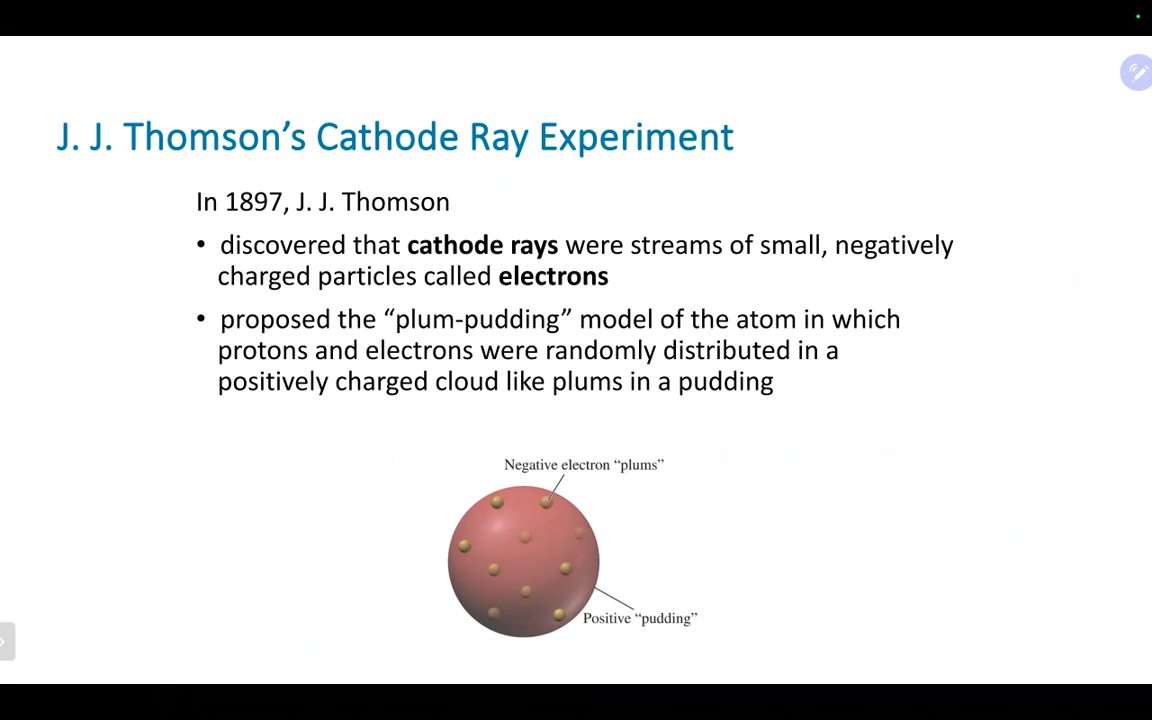 J. J. Thomson’s Cathode Ray Experiment
In 1897, J. J. Thomson
• discovered that cathode rays were streams of small, negatively
charged particles called electrons
• proposed the “plum-pudding” model of the atom in which
protons and electrons were randomly distributed in a
positively charged cloud like plums in a pudding
Negative electron “plums”
Positive “pudding”